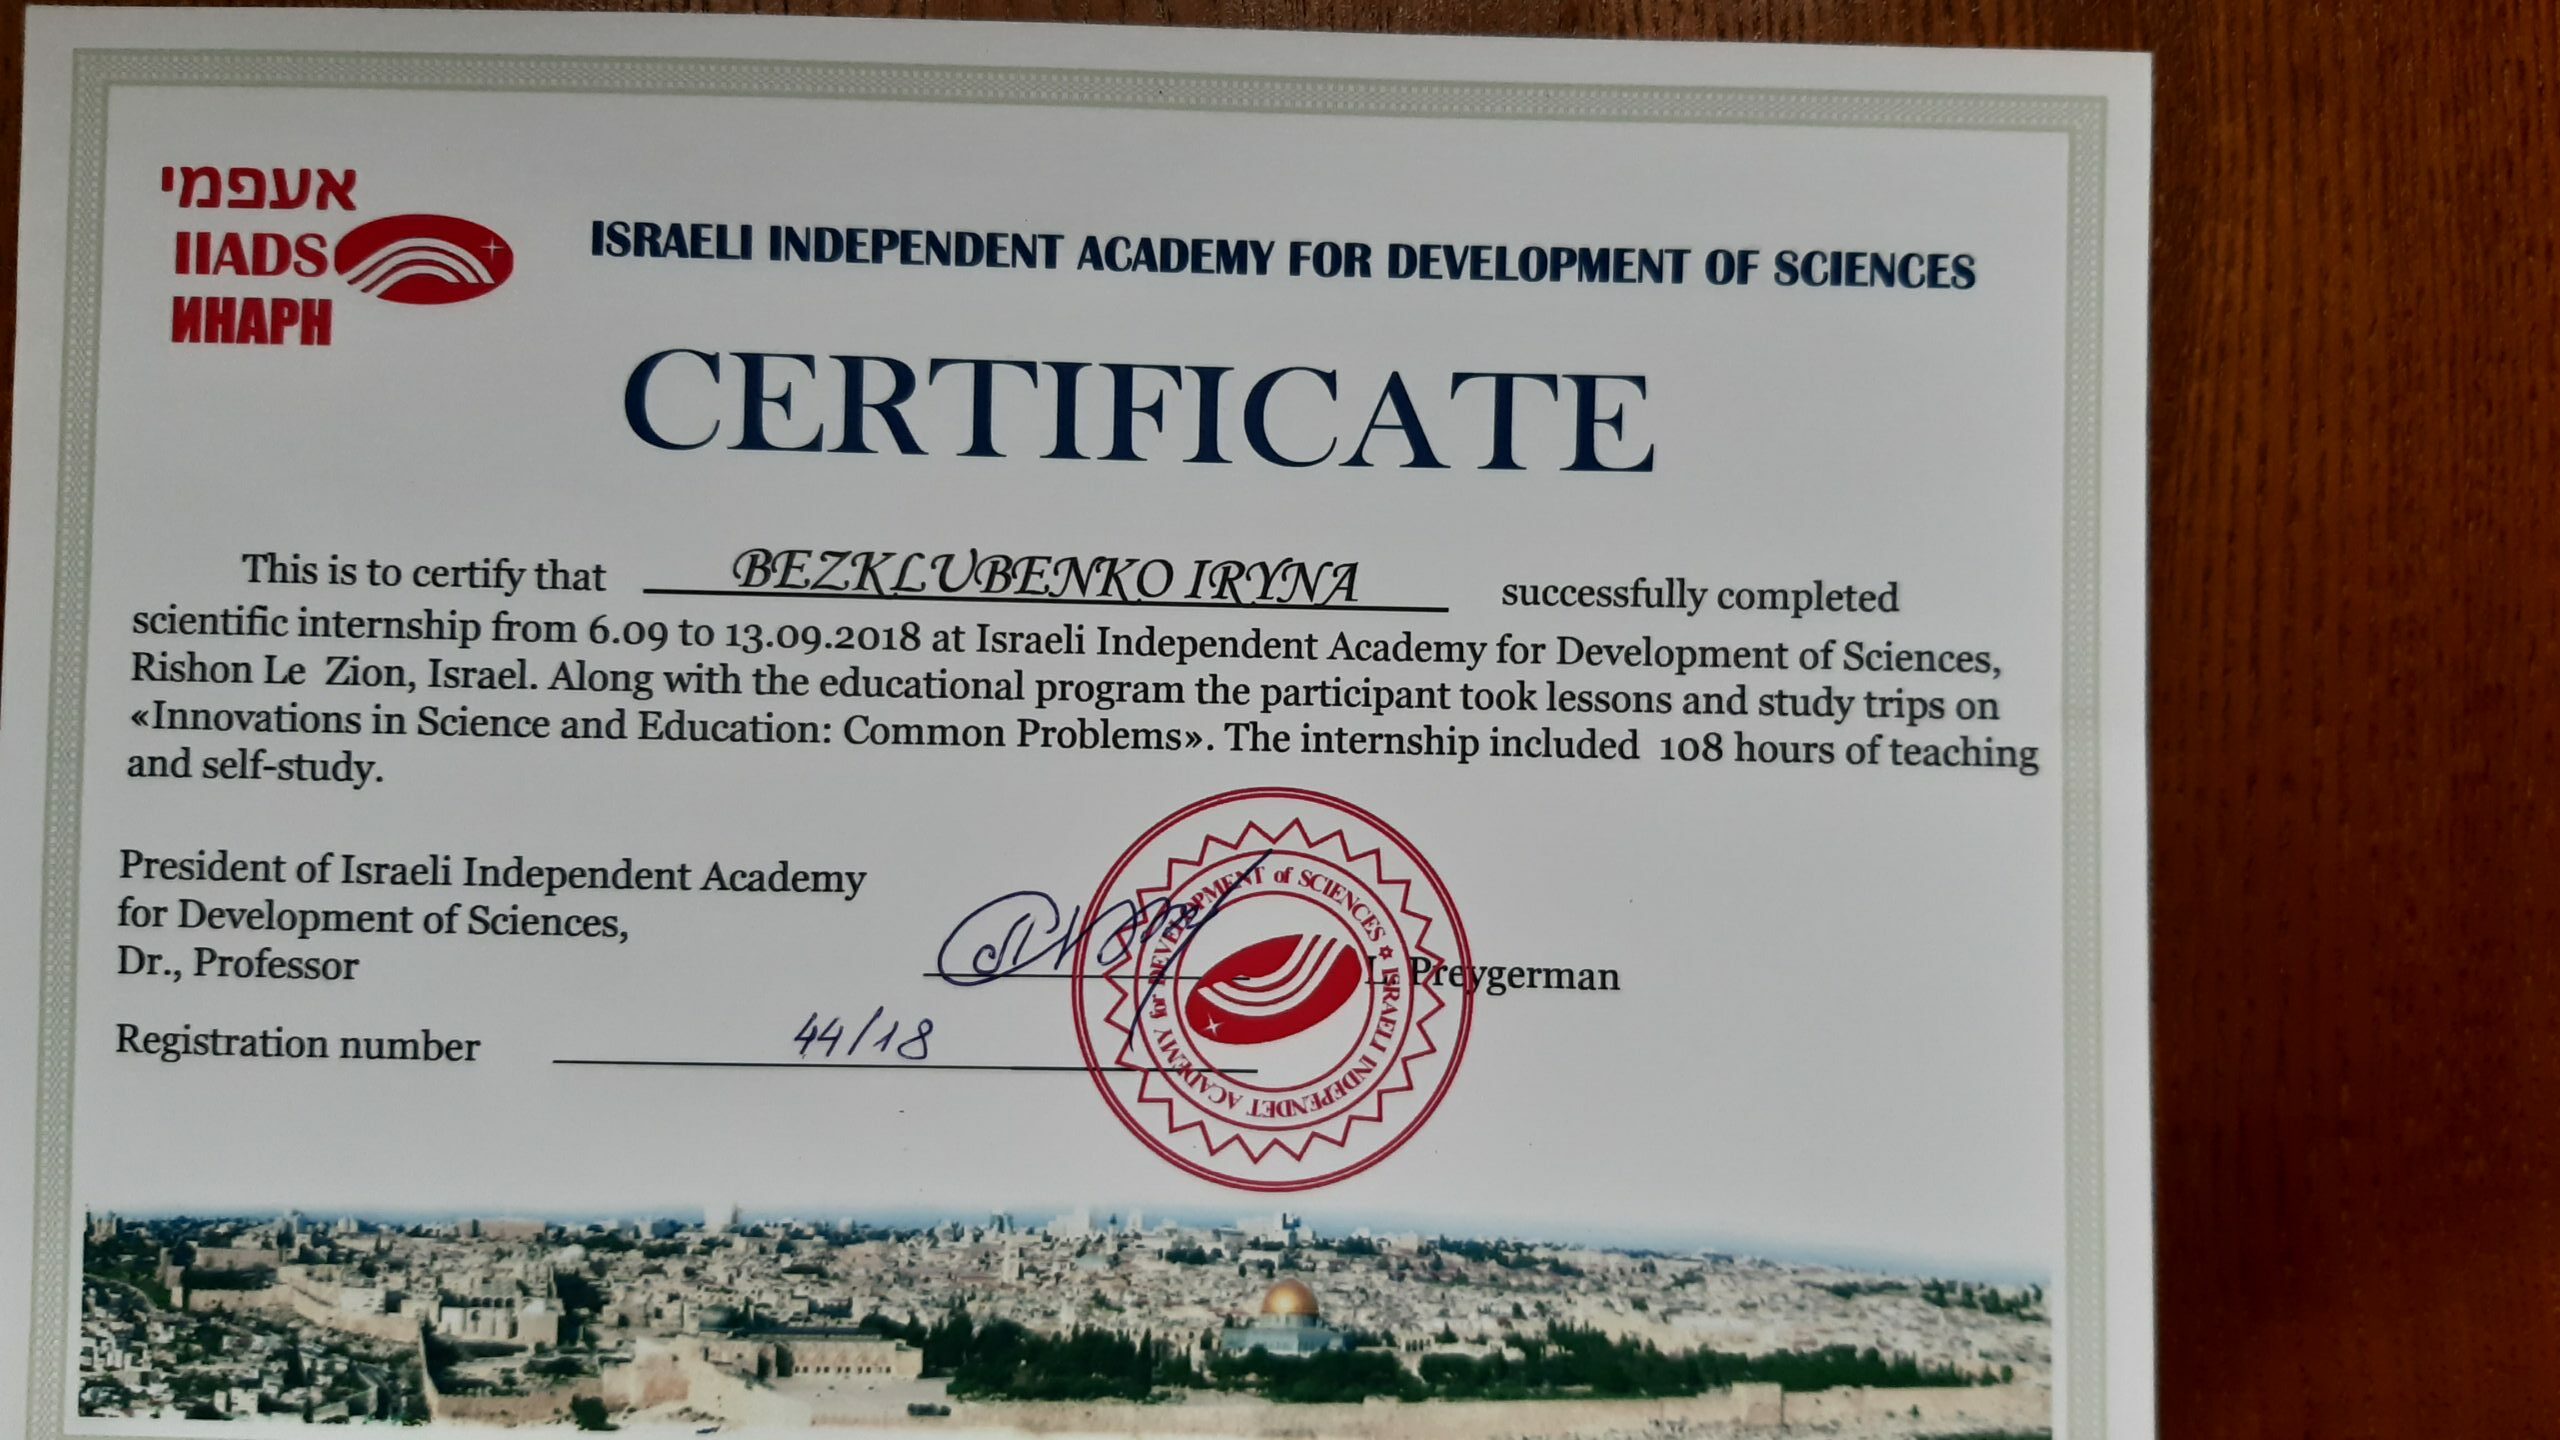 אעפמי
IIADS
ИНАРН
ISRAELI INDEPENDENT ACADEMY FOR DEVELOPMENT OF SCIENCES
CERTIFICATE
This is to certify that BEZKLUBENKO IRYNA successfully completed
scientific internship from 6.09 to 13.09.2018 at Israeli Independent Academy for Development of Sciences,
Rishon Le Zion, Israel. Along with the educational program the participant took lessons and study trips on
«Innovations in Science and Education: Common Problems». The internship included 108 hours of teaching
and self-study.
President of Israeli Independent Academy
for Development of Sciences,
Dr., Professor
L. Preygerman
Registration number 44/18
ISRAELI INDEPENDET ACADEMY for DEVELOPMENT of SCIENCES